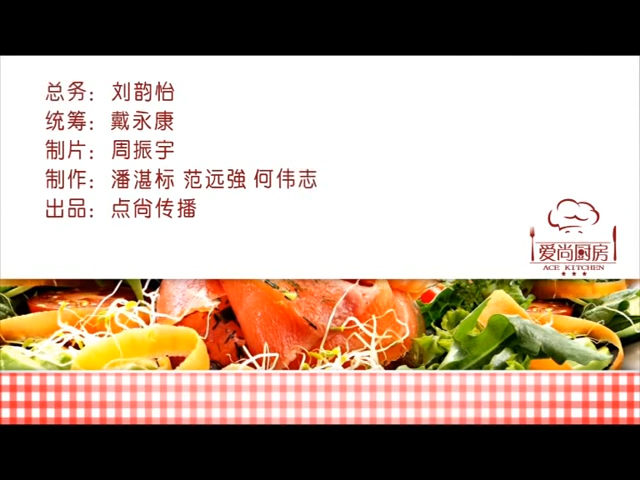 总务：刘韵怡
统筹：戴永康
制片：周振宇
制作：潘湛标 范远強 何伟志
出品：点尚传播
爱尚厨房
ACE KITCHEN